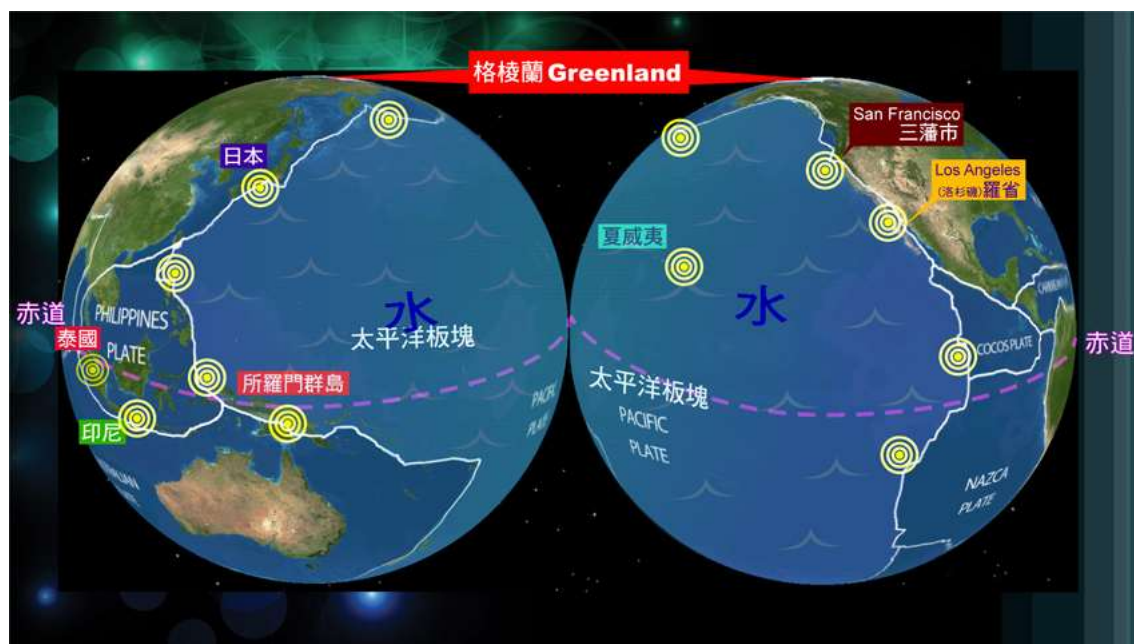 格棱蘭 Greenland
San Francisco
三藩市
日本
Los Angeles
(洛杉磯)羅省
夏威夷
水
水
赤道
PHILIPPINES
PLATE
泰國
太平洋板塊
所羅門群島
印尼
PACIFIC
太平洋板塊
PACIFIC
PLATE
COCOS PLATE
赤道
NAZCA
PLATE